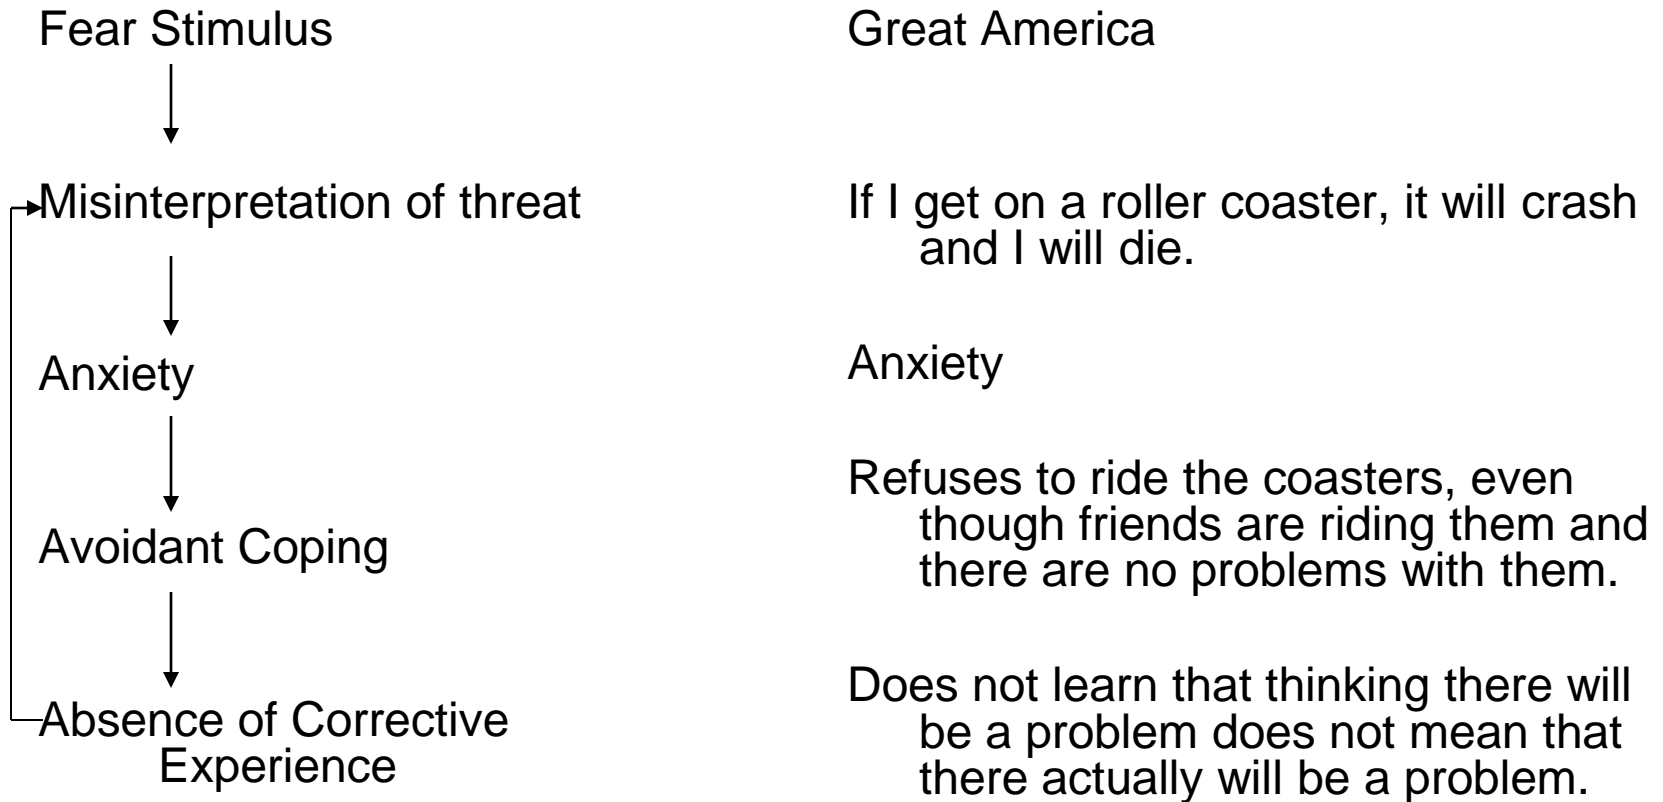 Fear Stimulus
Great America
Misinterpretation of threat
If I get on a roller coaster, it will crash
and I will die.
Anxiety
Anxiety
Avoidant Coping
Refuses to ride the coasters, even
though friends are riding them and
there are no problems with them.
Absence of Corrective
Experience
Does not learn that thinking there will
be a problem does not mean that
there actually will be a problem.